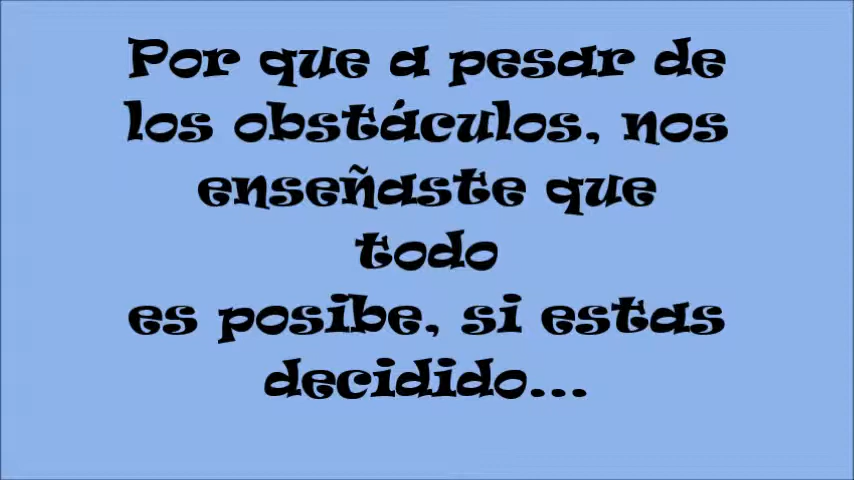 Por que a pesar de
los obstáculos, nos
enseñaste que
todo
es posibe, si estas
decidido...